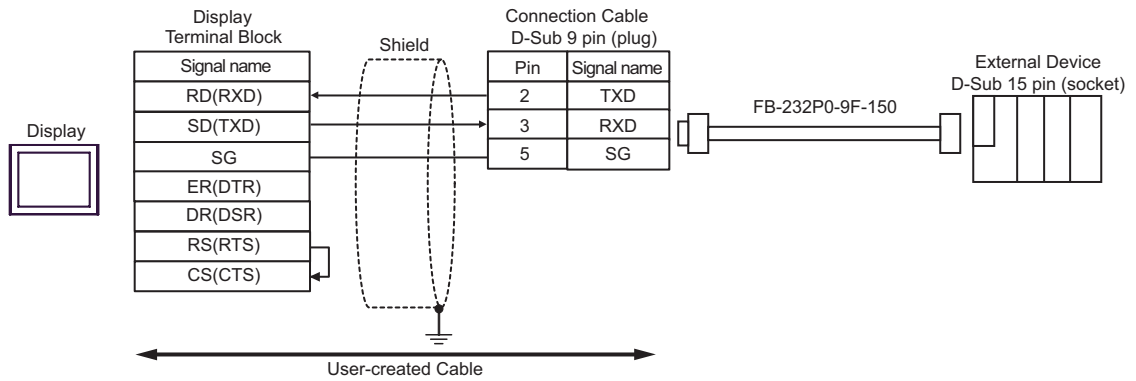 Display
Terminal Block
Signal name
RD(RXD)
SD(TXD)
SG
ER(DTR)
DR(DSR)
RS(RTS)
CS(CTS)
Shield
Connection Cable
D-Sub 9 pin (plug)
Pin Signal name
2 TXD
3 RXD
5 SG
FB-232P0-9F-150
External Device
D-Sub 15 pin (socket)
Display
User-created Cable